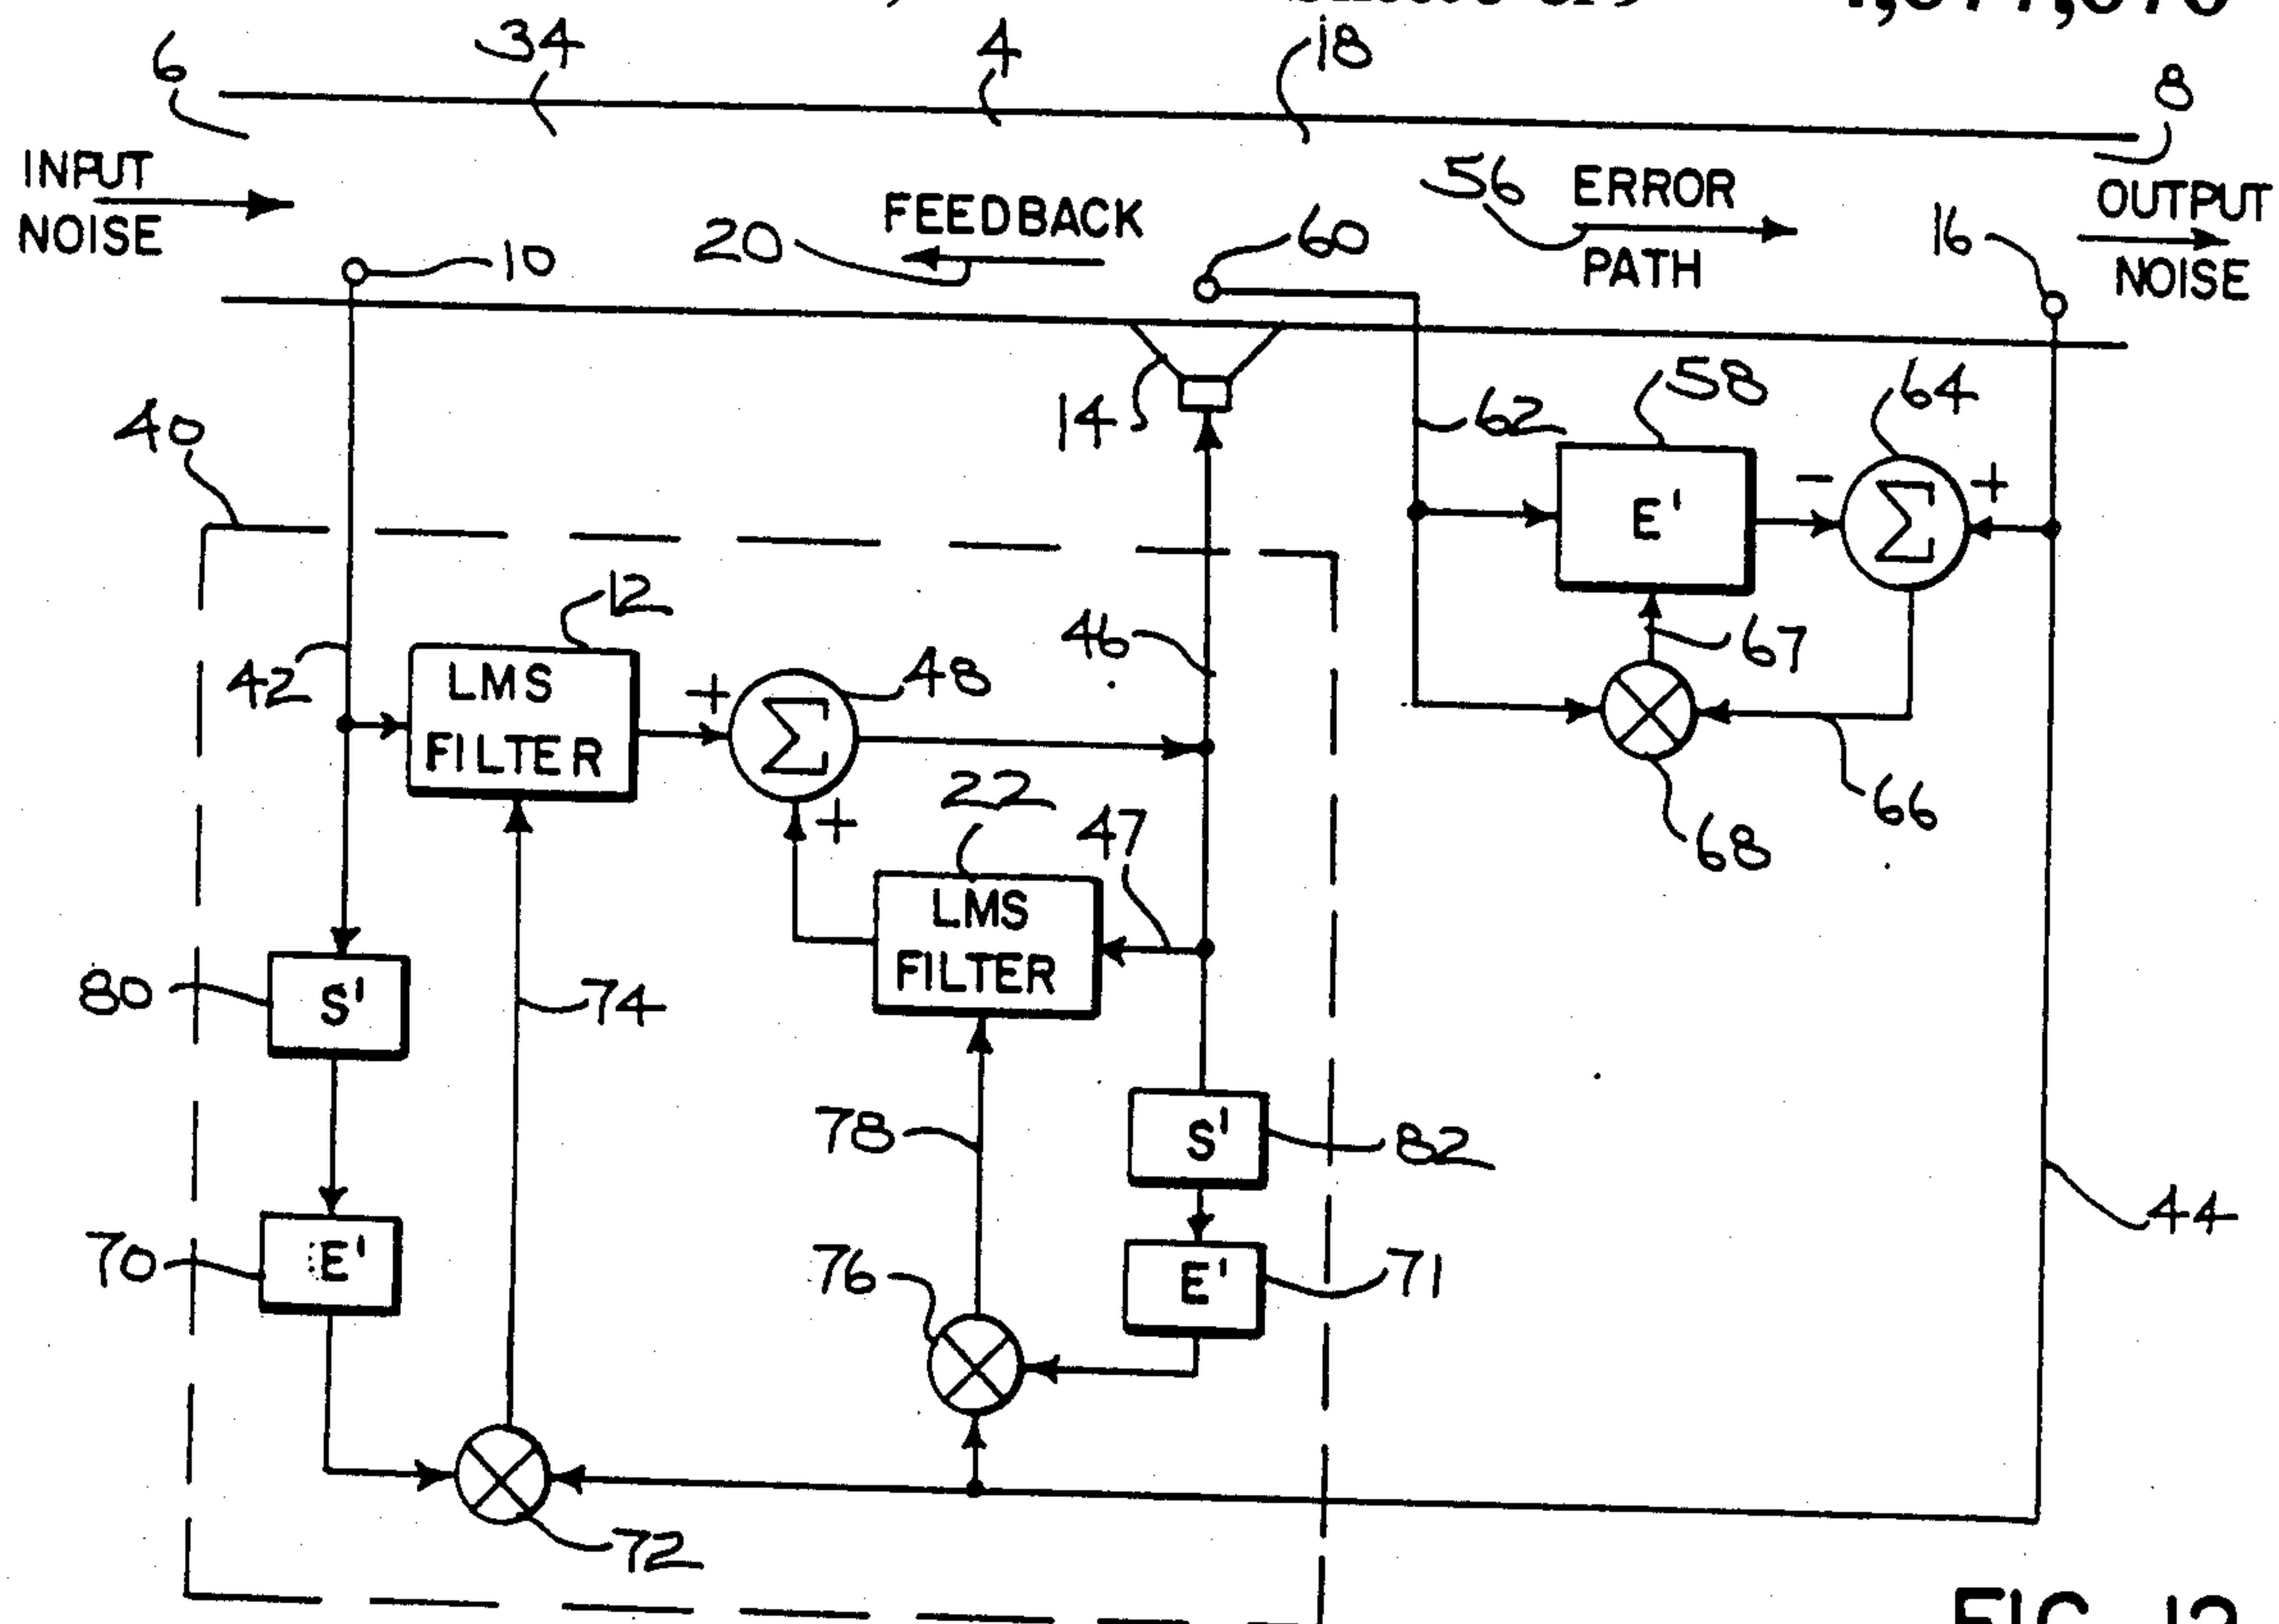 6
34
4
18
8
INPUT
NOISE
FEEDBACK
20
10
60
56
ERROR
PATH
16
OUTPUT
NOISE
14
62
58
64
E'
-
Σ
+
40
12
42
LMS
FILTER
+
Σ
48
+
46
67
66
68
22
47
LMS
FILTER
80
S'
74
78
S'
82
44
70
E'
76
E'
71
72